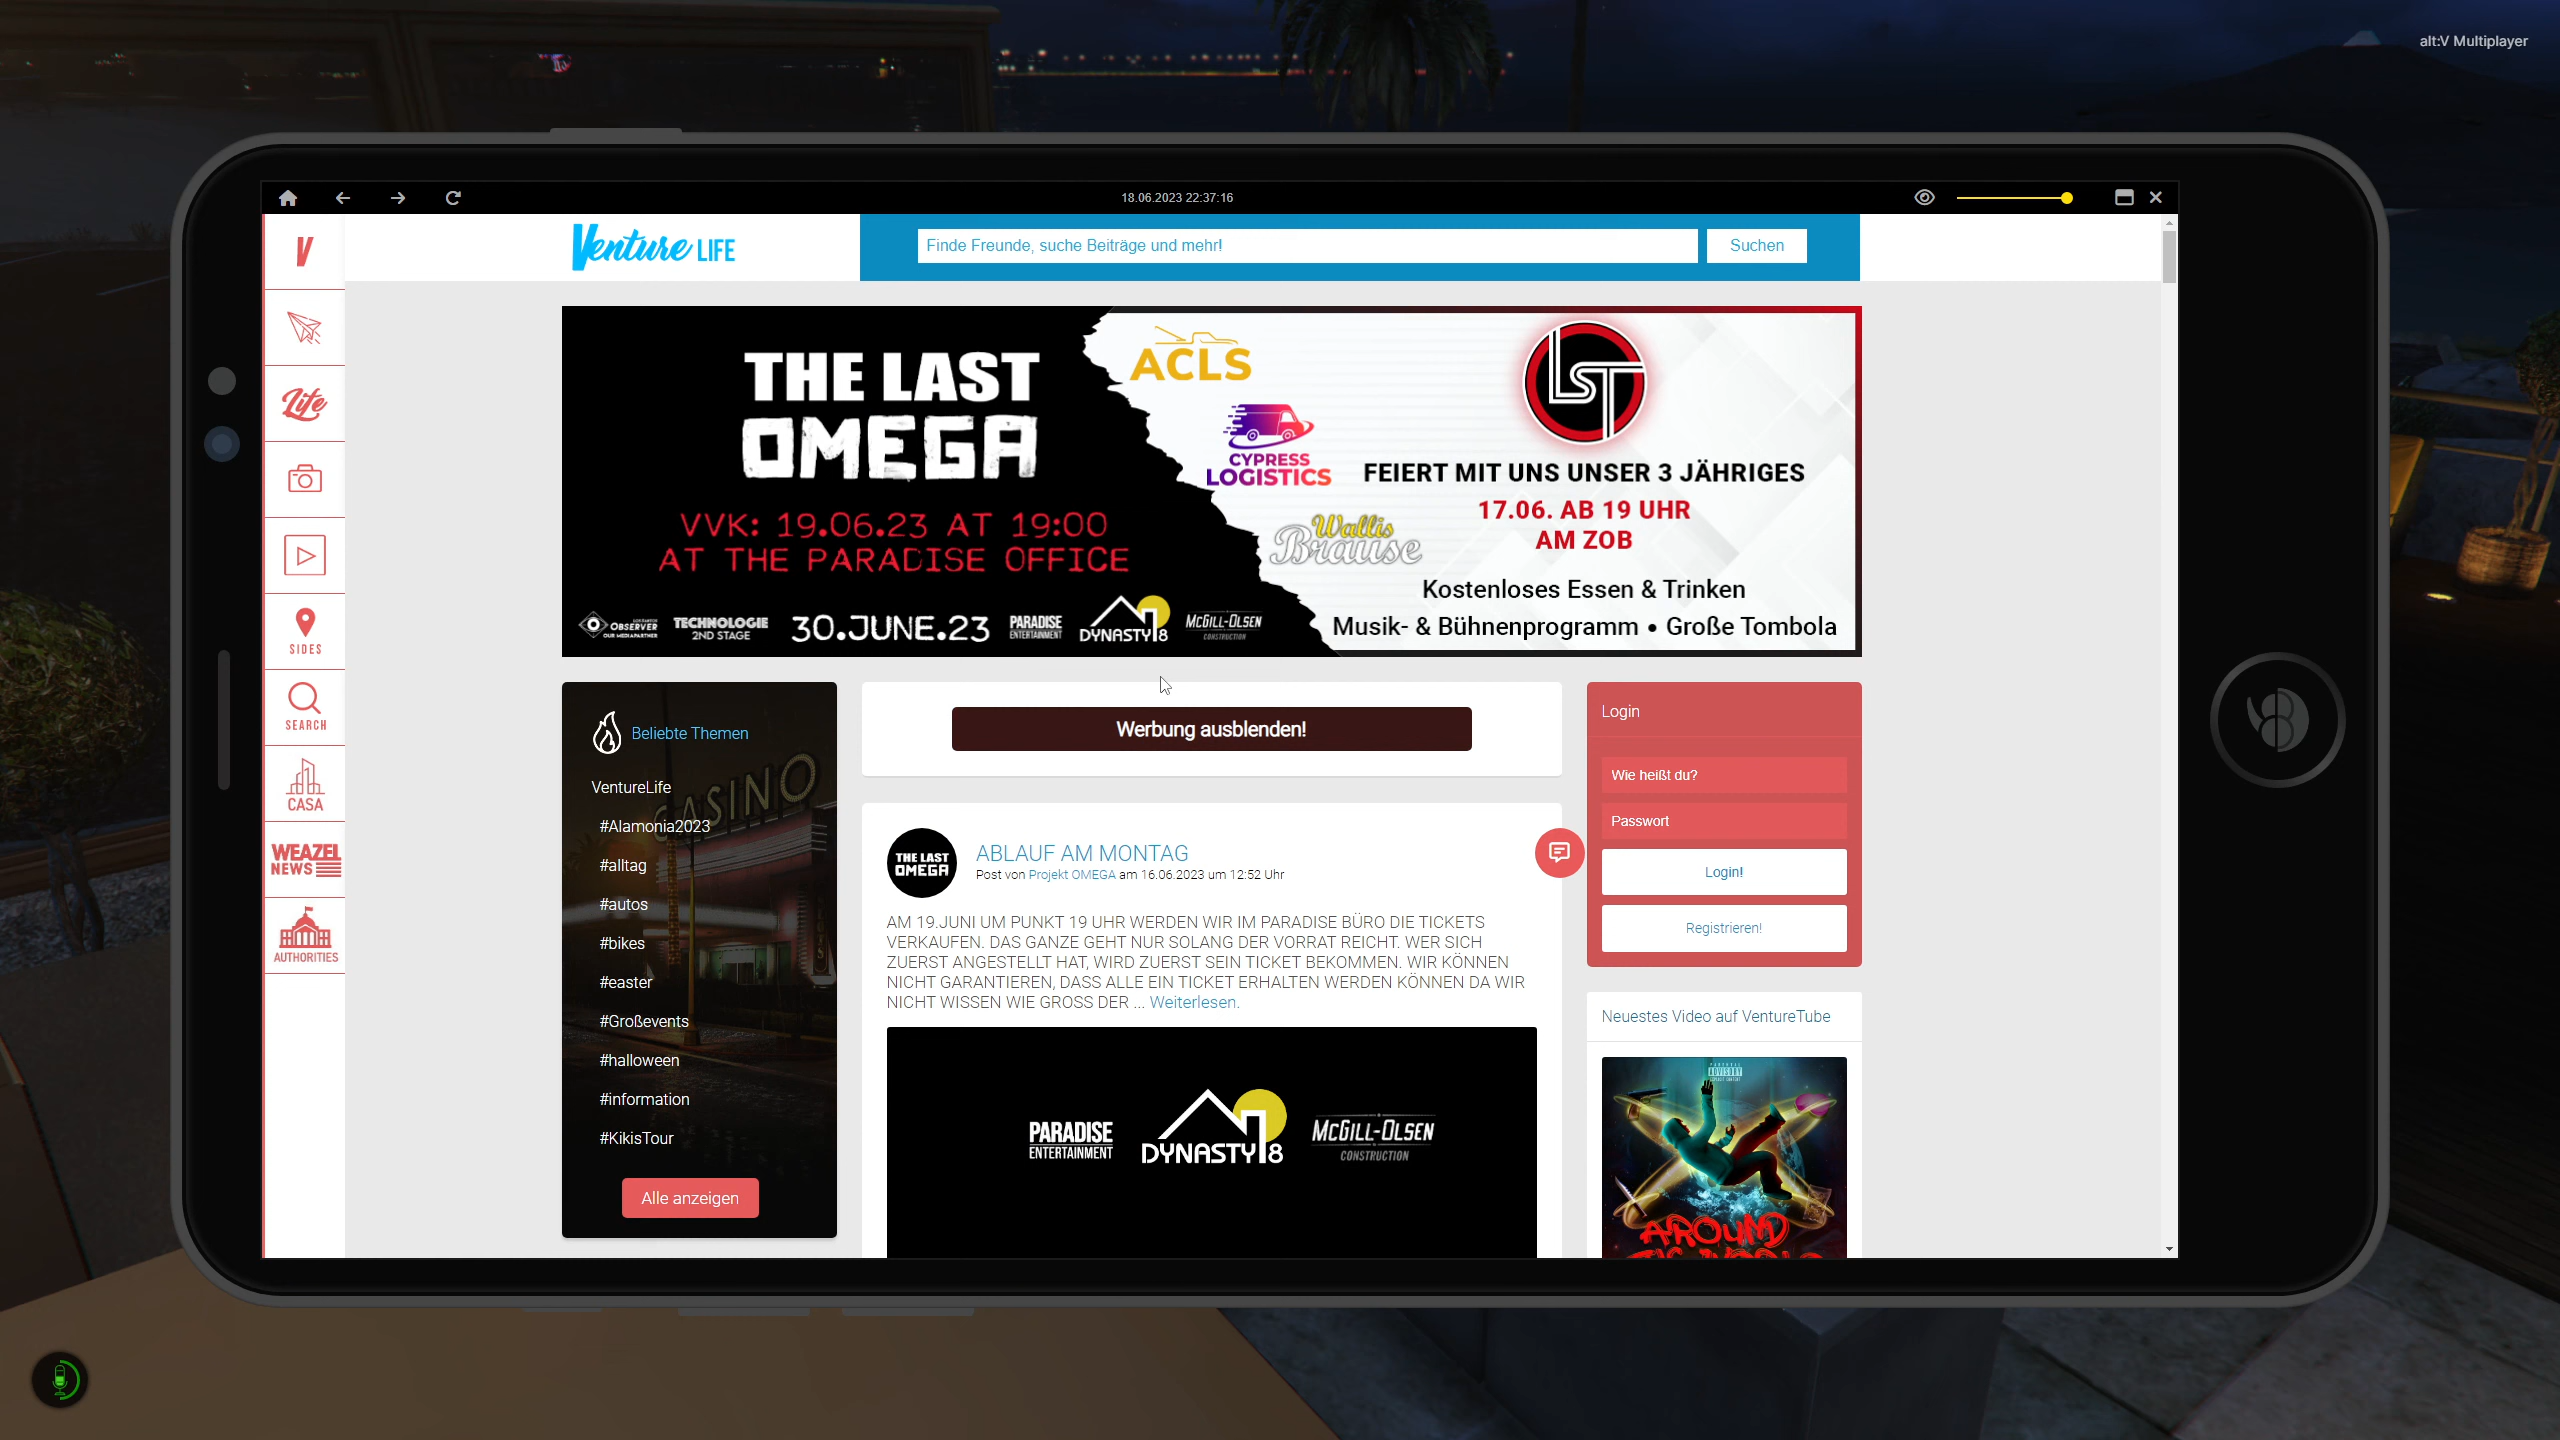 alt:V Multiplayer
18.06.2023 22:37:16
V
Venture LIFE
Finde Freunde, suche Beiträge und mehr!
Suchen
Life
SIDES
SEARCH
CASA
WEAZEL
NEWS
AUTHORITIES
THE LAST
OMEGA
VVK: 19.06.23 AT 19:00
AT THE PARADISE OFFICE
OBSERVER
OUR MEDIAPARTNER
TECHNOLOGIE
2ND STAGE
30.JUNE.23
PARADISE
ENTERTAINMENT
DYNASTY8
McGILL-OLSEN
CONSTRUCTION
ACLS
CYPRESS
LOGISTICS
Wallis
Brause
LST
FEIERT MIT UNS UNSER 3 JÄHRIGES
17.06. AB 19 UHR
AM ZOB
Kostenloses Essen & Trinken
Musik- & Bühnenprogramm • Große Tombola
Beliebte Themen
VentureLife
#Alamonia2023
#alltag
#autos
#bikes
#easter
#Großevents
#halloween
#information
#KikisTour
Alle anzeigen
CASINO
Werbung ausblenden!
THE LAST
OMEGA
ABLAUF AM MONTAG
Post von Projekt OMEGA am 16.06.2023 um 12:52 Uhr
AM 19.JUNI UM PUNKT 19 UHR WERDEN WIR IM PARADISE BÜRO DIE TICKETS
VERKAUFEN. DAS GANZE GEHT NUR SOLANG DER VORRAT REICHT. WER SICH
ZUERST ANGESTELLT HAT, WIRD ZUERST SEIN TICKET BEKOMMEN. WIR KÖNNEN
NICHT GARANTIEREN, DASS ALLE EIN TICKET ERHALTEN WERDEN KÖNNEN DA WIR
NICHT WISSEN WIE GROSS DER ... Weiterlesen.
PARADISE
ENTERTAINMENT
DYNASTY8
McGILL-OLSEN
CONSTRUCTION
Login
Wie heißt du?
Passwort
Login!
Registrieren!
Neuestes Video auf VentureTube
ADVISORY
AROUND